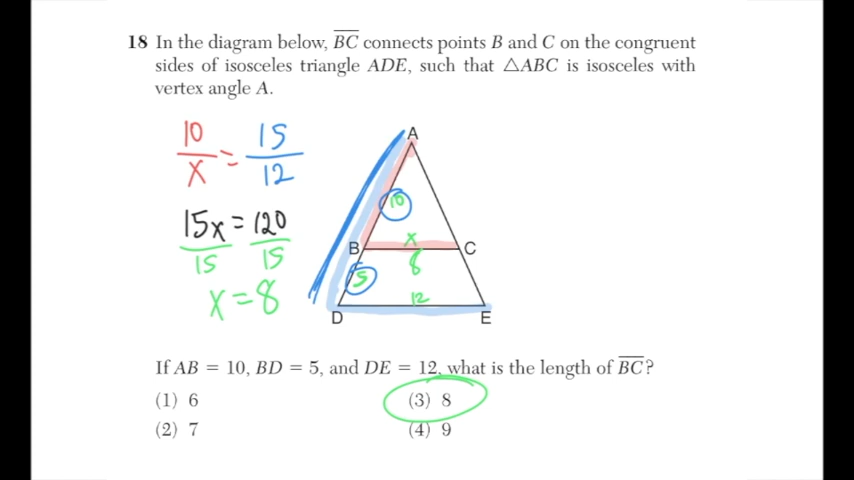 18 In the diagram below, BC connects points B and C on the congruent
sides of isosceles triangle ADE, such that △ABC is isosceles with
vertex angle A.
10/x = 15/12
15x = 120
15 15
x = 8
A
10
B x C
8
5
12
D E
If AB = 10, BD = 5, and DE = 12, what is the length of BC?
(1) 6 (3) 8
(2) 7 (4) 9